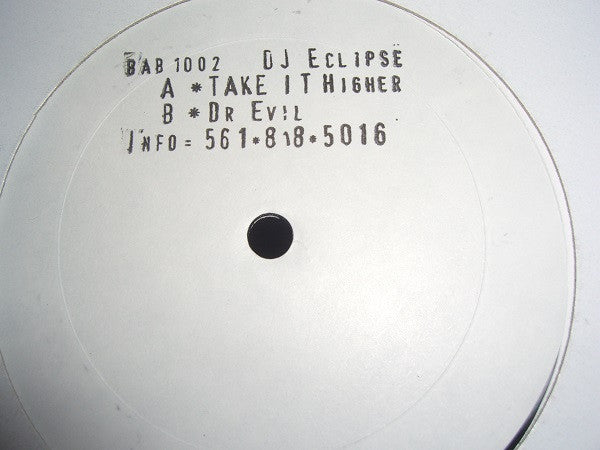 BAB 1002 DJ ECLIPSE
A * TAKE IT HIGHER
B * DR EVIL
INFO = 561*818*5016